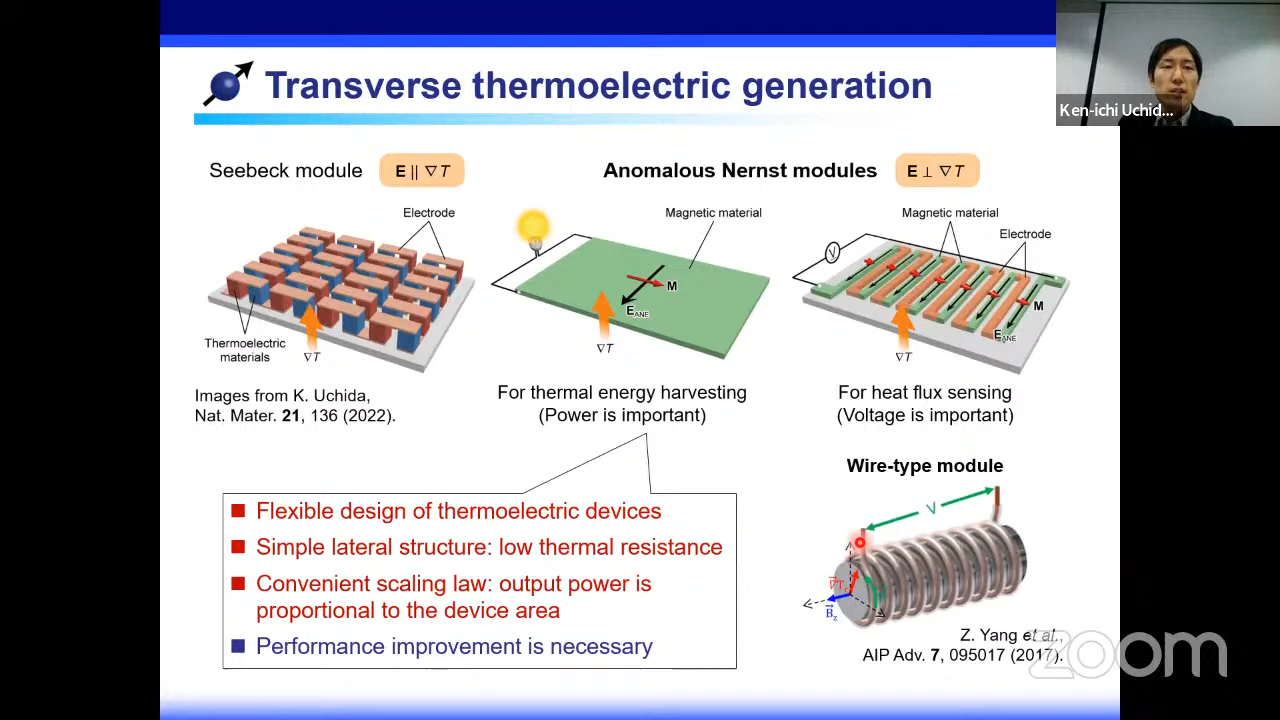 Transverse thermoelectric generation
Ken-ichi Uchid...
Seebeck module
E || ∇T
Anomalous Nernst modules
E ⊥ ∇T
Electrode
Thermoelectric
materials
∇T
Images from K. Uchida,
Nat. Mater. 21, 136 (2022).
Magnetic material
M
E_ANE
∇T
For thermal energy harvesting
(Power is important)
Magnetic material
Electrode
V
M
E_ANE
∇T
For heat flux sensing
(Voltage is important)
■ Flexible design of thermoelectric devices
■ Simple lateral structure: low thermal resistance
■ Convenient scaling law: output power is
proportional to the device area
■ Performance improvement is necessary
Wire-type module
V
∇T
B_z
Z. Yang et al.,
AIP Adv. 7, 095017 (2017).
zoom